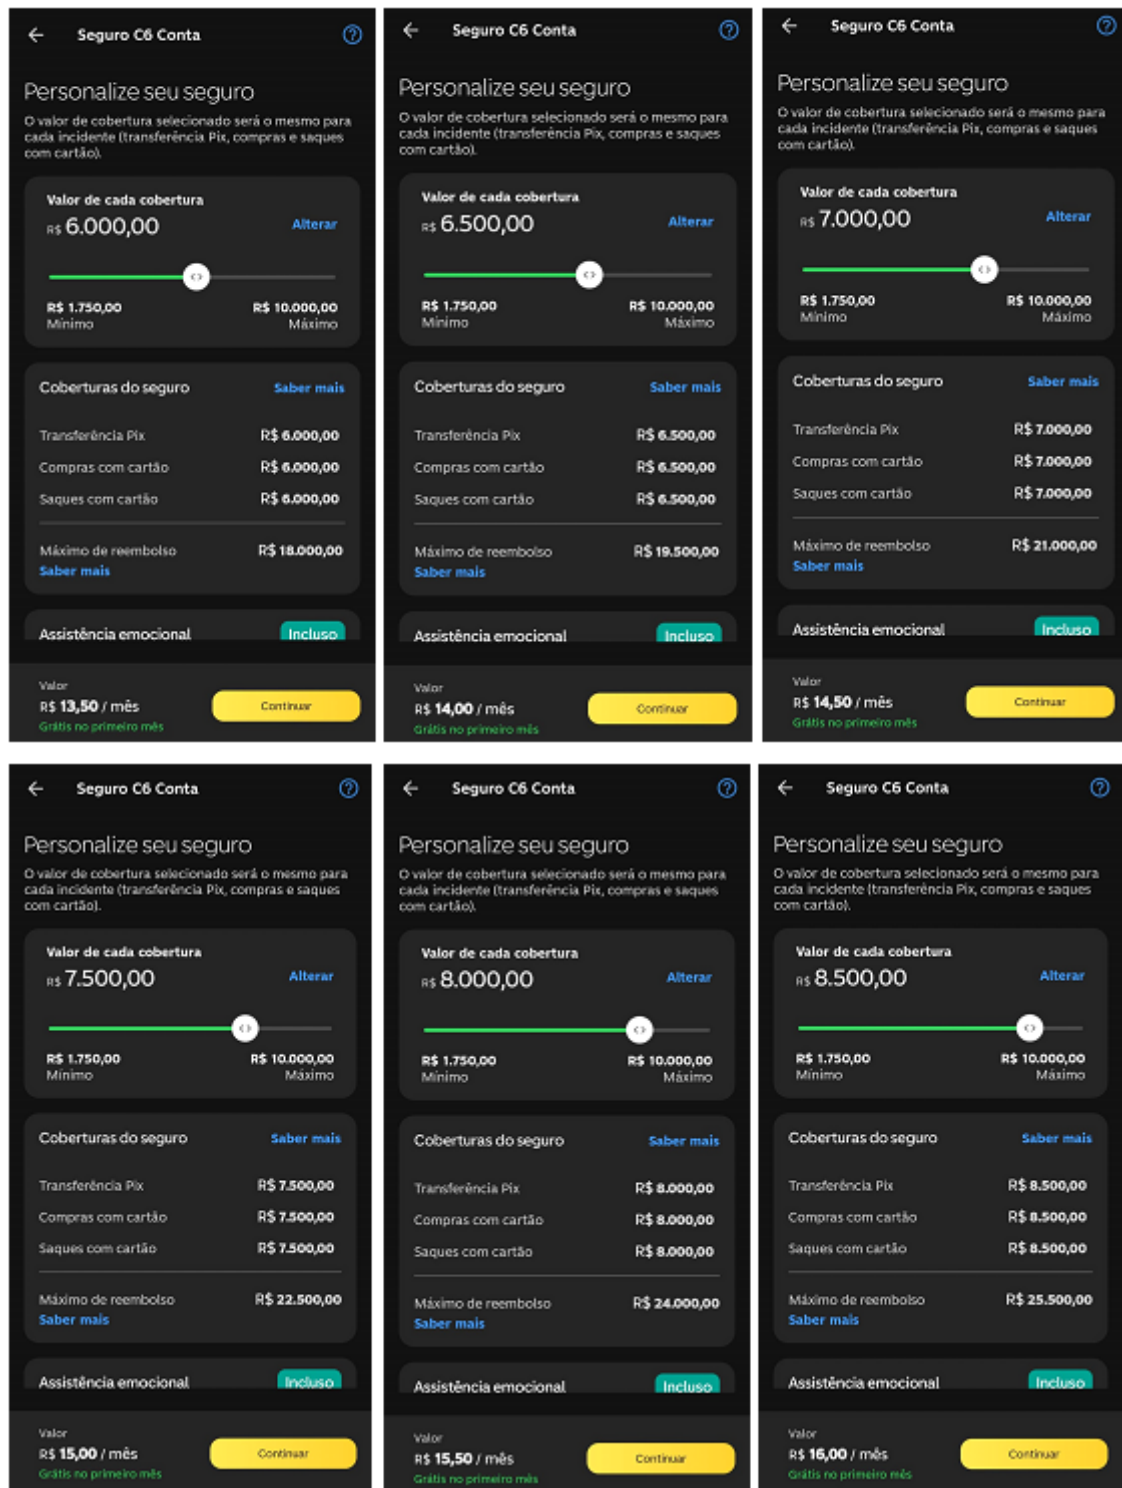 Seguro C6 Conta
Personalize seu seguro
O valor de cobertura selecionado será o mesmo para
cada incidente (transferência Pix, compras e saques
com cartão).
Valor de cada cobertura
R$ 6.000,00 Alterar
R$ 1.750,00 R$ 10.000,00
Mínimo Máximo
Coberturas do seguro Saber mais
Transferência Pix R$ 6.000,00
Compras com cartão R$ 6.000,00
Saques com cartão R$ 6.000,00
Máximo de reembolso R$ 18.000,00
Saber mais
Assistência emocional Incluso
Valor
R$ 13,50 / mês Continuar
Grátis no primeiro mês
Seguro C6 Conta
Personalize seu seguro
O valor de cobertura selecionado será o mesmo para
cada incidente (transferência Pix, compras e saques
com cartão).
Valor de cada cobertura
R$ 6.500,00 Alterar
R$ 1.750,00 R$ 10.000,00
Mínimo Máximo
Coberturas do seguro Saber mais
Transferência Pix R$ 6.500,00
Compras com cartão R$ 6.500,00
Saques com cartão R$ 6.500,00
Máximo de reembolso R$ 19.500,00
Saber mais
Assistência emocional Incluso
Valor
R$ 14,00 / mês Continuar
Grátis no primeiro mês
Seguro C6 Conta
Personalize seu seguro
O valor de cobertura selecionado será o mesmo para
cada incidente (transferência Pix, compras e saques
com cartão).
Valor de cada cobertura
R$ 7.000,00 Alterar
R$ 1.750,00 R$ 10.000,00
Mínimo Máximo
Coberturas do seguro Saber mais
Transferência Pix R$ 7.000,00
Compras com cartão R$ 7.000,00
Saques com cartão R$ 7.000,00
Máximo de reembolso R$ 21.000,00
Saber mais
Assistência emocional Incluso
Valor
R$ 14,50 / mês Continuar
Grátis no primeiro mês
Seguro C6 Conta
Personalize seu seguro
O valor de cobertura selecionado será o mesmo para
cada incidente (transferência Pix, compras e saques
com cartão).
Valor de cada cobertura
R$ 7.500,00 Alterar
R$ 1.750,00 R$ 10.000,00
Mínimo Máximo
Coberturas do seguro Saber mais
Transferência Pix R$ 7.500,00
Compras com cartão R$ 7.500,00
Saques com cartão R$ 7.500,00
Máximo de reembolso R$ 22.500,00
Saber mais
Assistência emocional Incluso
Valor
R$ 15,00 / mês Continuar
Grátis no primeiro mês
Seguro C6 Conta
Personalize seu seguro
O valor de cobertura selecionado será o mesmo para
cada incidente (transferência Pix, compras e saques
com cartão).
Valor de cada cobertura
R$ 8.000,00 Alterar
R$ 1.750,00 R$ 10.000,00
Mínimo Máximo
Coberturas do seguro Saber mais
Transferência Pix R$ 8.000,00
Compras com cartão R$ 8.000,00
Saques com cartão R$ 8.000,00
Máximo de reembolso R$ 24.000,00
Saber mais
Assistência emocional Incluso
Valor
R$ 15,50 / mês Continuar
Grátis no primeiro mês
Seguro C6 Conta
Personalize seu seguro
O valor de cobertura selecionado será o mesmo para
cada incidente (transferência Pix, compras e saques
com cartão).
Valor de cada cobertura
R$ 8.500,00 Alterar
R$ 1.750,00 R$ 10.000,00
Mínimo Máximo
Coberturas do seguro Saber mais
Transferência Pix R$ 8.500,00
Compras com cartão R$ 8.500,00
Saques com cartão R$ 8.500,00
Máximo de reembolso R$ 25.500,00
Saber mais
Assistência emocional Incluso
Valor
R$ 16,00 / mês Continuar
Grátis no primeiro mês